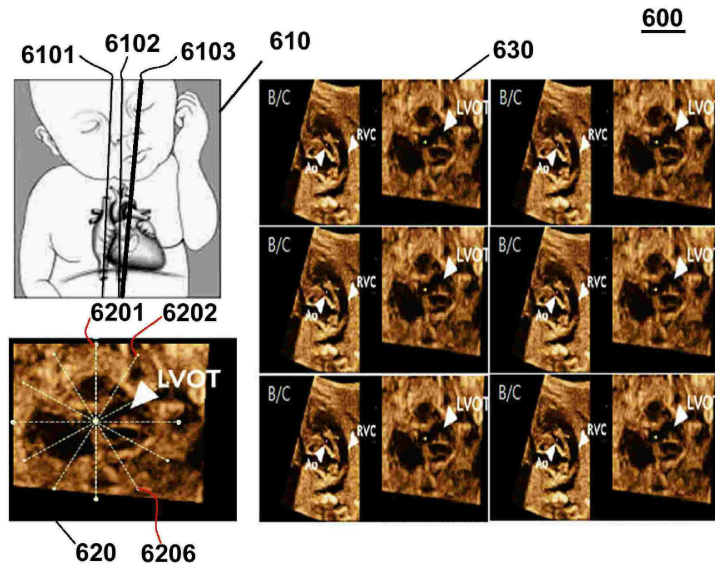 600
6101 6102 6103 610 630
B/C LVOT RVC Ao B/C LVOT RVC Ao
B/C LVOT RVC Ao B/C LVOT RVC Ao
6201 6202
LVOT
B/C LVOT RVC Ao B/C LVOT RVC Ao
620 6206